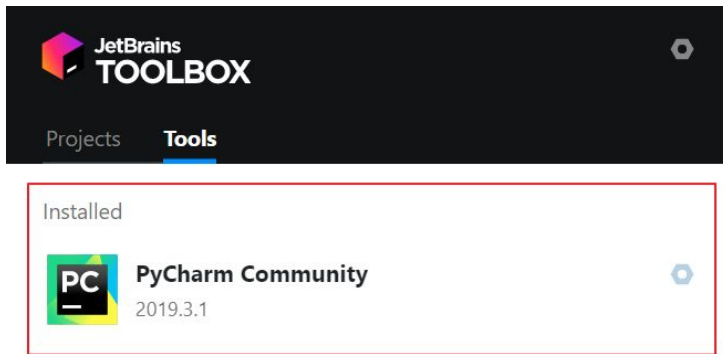 JetBrains
TOOLBOX
Projects Tools
Installed
PC
PyCharm Community
2019.3.1